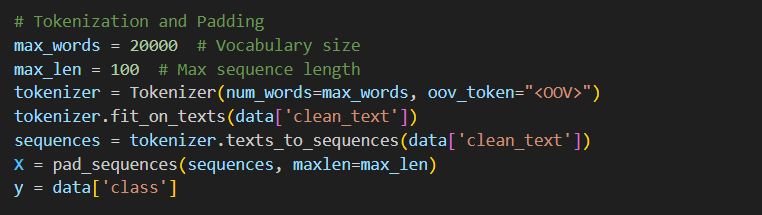 # Tokenization and Padding
max_words = 20000  # Vocabulary size
max_len = 100  # Max sequence length
tokenizer = Tokenizer(num_words=max_words, oov_token="<OOV>")
tokenizer.fit_on_texts(data['clean_text'])
sequences = tokenizer.texts_to_sequences(data['clean_text'])
X = pad_sequences(sequences, maxlen=max_len)
y = data['class']